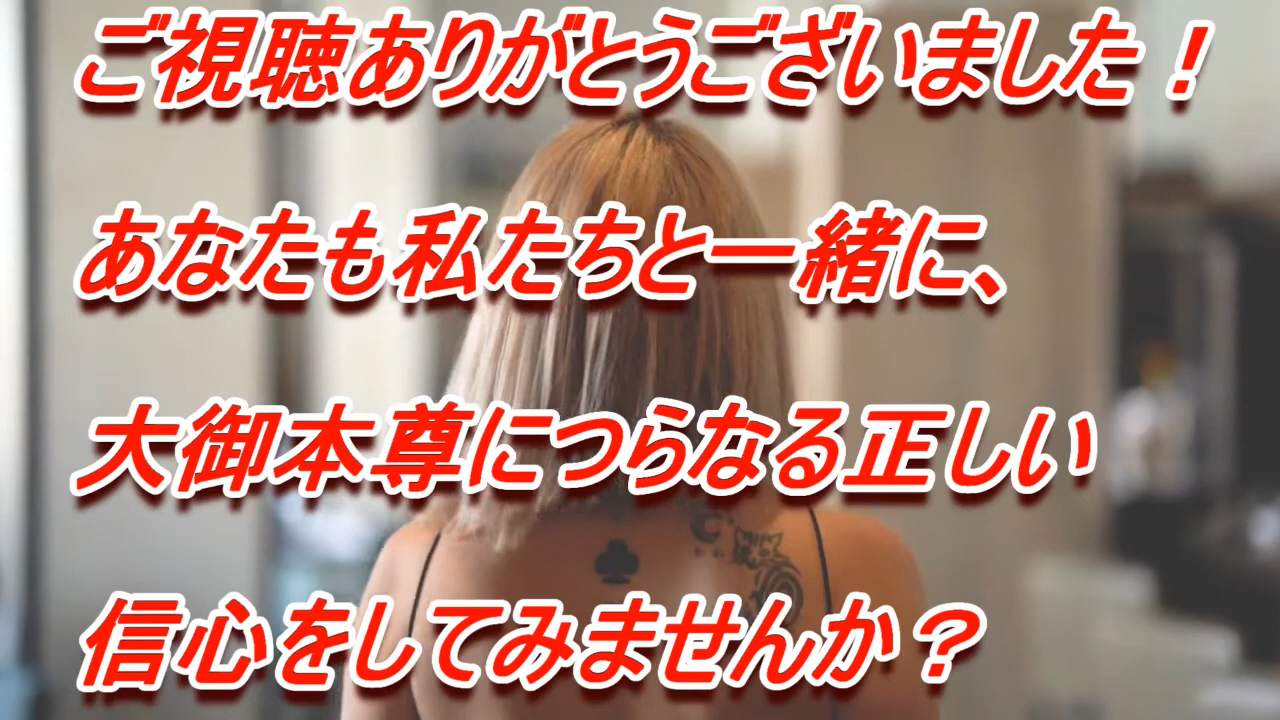 ご視聴ありがとうございました！
あなたも私たちと一緒に、
大御本尊につらなる正しい
信心をしてみませんか？